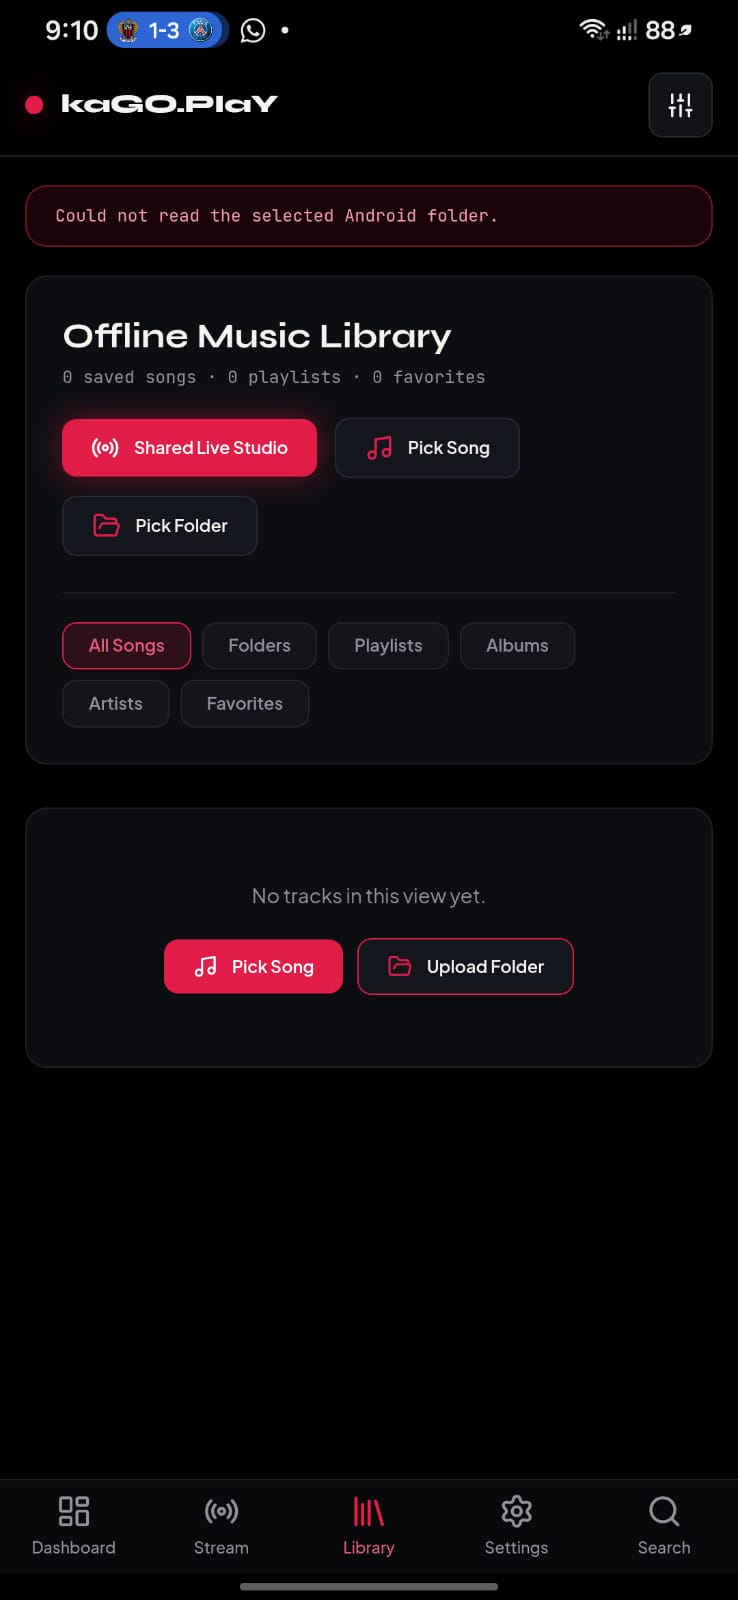 9:10 1-3 88
kaGO.PlaY
Could not read the selected Android folder.
Offline Music Library
0 saved songs · 0 playlists · 0 favorites
Shared Live Studio Pick Song
Pick Folder
All Songs Folders Playlists Albums
Artists Favorites
No tracks in this view yet.
Pick Song Upload Folder
Dashboard Stream Library Settings Search